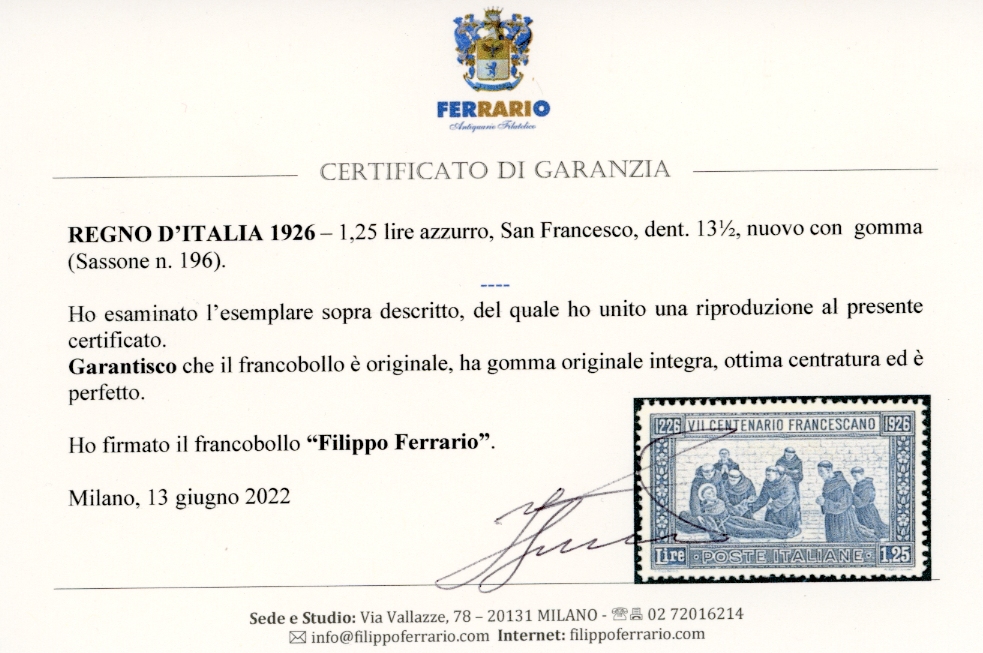 FERRARIO
Antiquario Filatelico
CERTIFICATO DI GARANZIA
REGNO D'ITALIA 1926 – 1,25 lire azzurro, San Francesco, dent. 13½, nuovo con gomma
(Sassone n. 196).
----
Ho esaminato l'esemplare sopra descritto, del quale ho unito una riproduzione al presente
certificato.
Garantisco che il francobollo è originale, ha gomma originale integra, ottima centratura ed è
perfetto.
Ho firmato il francobollo “Filippo Ferrario”.
Milano, 13 giugno 2022
1226 VII CENTENARIO FRANCESCANO 1926
Lire ·POSTE ITALIANE· 1,25
Sede e Studio: Via Vallazze, 78 – 20131 MILANO - ☏🖷 02 72016214
✉ info@filippoferrario.com Internet: filippoferrario.com